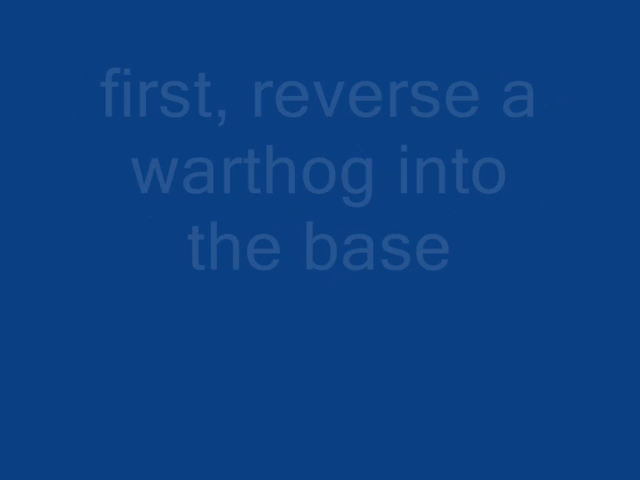 first, reverse a
warthog into
the base